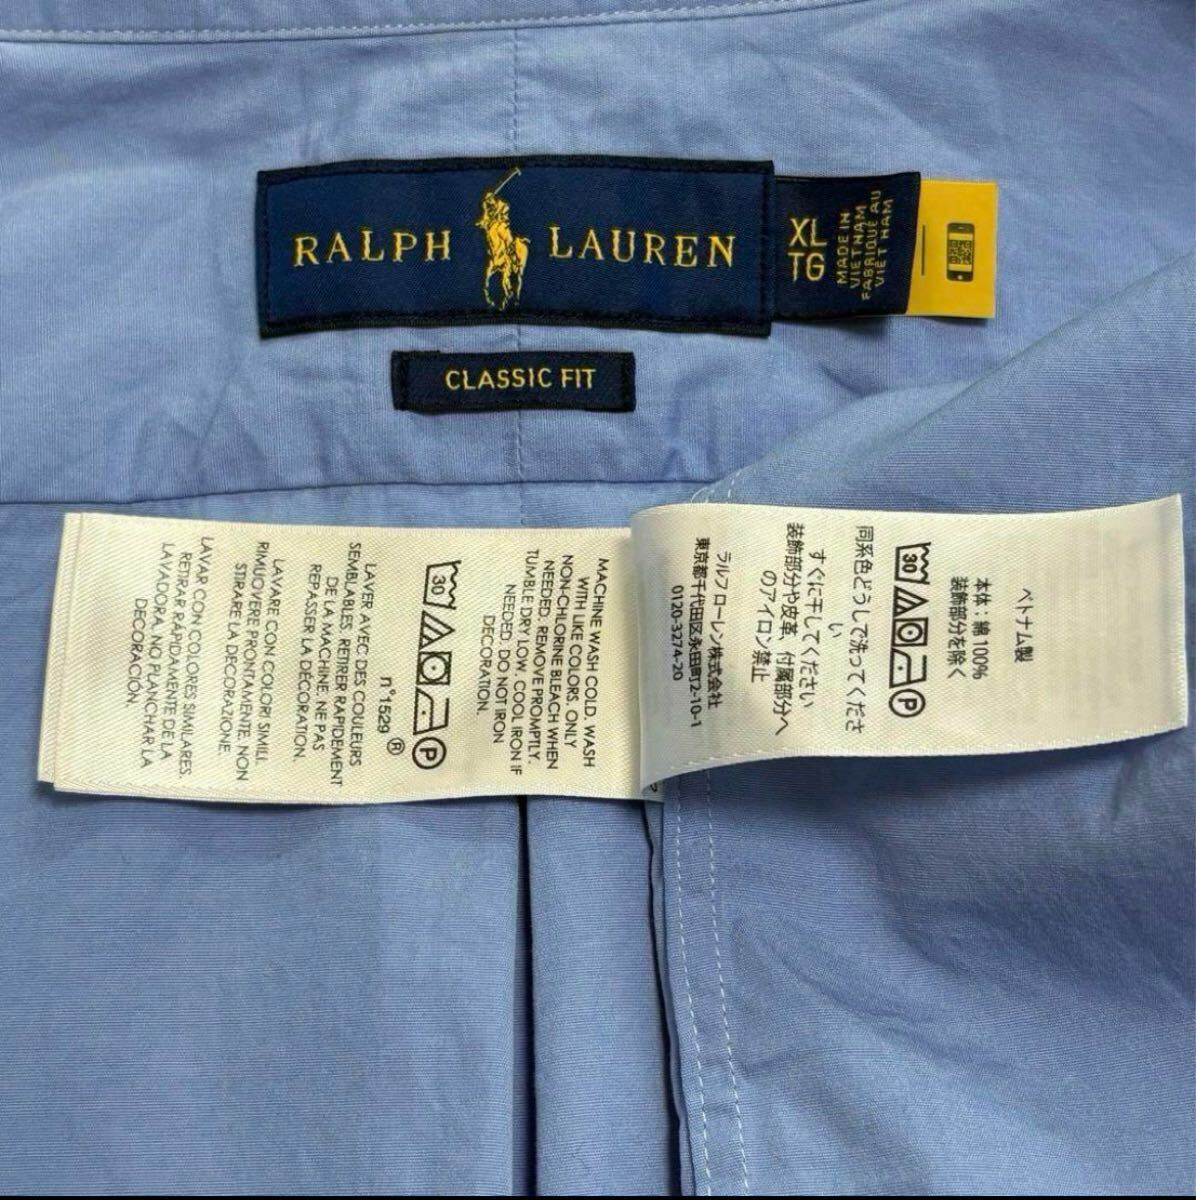 RALPH LAUREN
XL
TG
MADE IN
VIETNAM
FABRIQUÉ AU
VIÊT NAM
CLASSIC FIT
MACHINE WASH COLD, WASH
WITH LIKE COLORS. ONLY
NON-CHLORINE BLEACH WHEN
NEEDED. REMOVE PROMPTLY.
TUMBLE DRY LOW. COOL IRON IF
NEEDED. DO NOT IRON
DECORATION.
30
P
®
n°1529
LAVER AVEC DES COULEURS
SEMBLABLES. RETIRER RAPIDEMENT
DE LA MACHINE. NE PAS
REPASSER LA DÉCORATION.
LAVARE CON COLORI SIMILI.
RIMUOVERE PRONTAMENTE. NON
STIRARE LA DECORAZIONE.
LAVAR CON COLORES SIMILARES.
RETIRAR RAPIDAMENTE DE LA
LAVADORA. NO PLANCHAR LA
DECORACIÓN.
ベトナム製
本体:綿100%
装飾部分を除く
30
P
同系色どうしで洗ってくださ
い
すぐに干してください
装飾部分や皮革、付属部分へ
のアイロン禁止
ラルフ ローレン株式会社
東京都千代田区永田町2-10-1
0120-3274-20